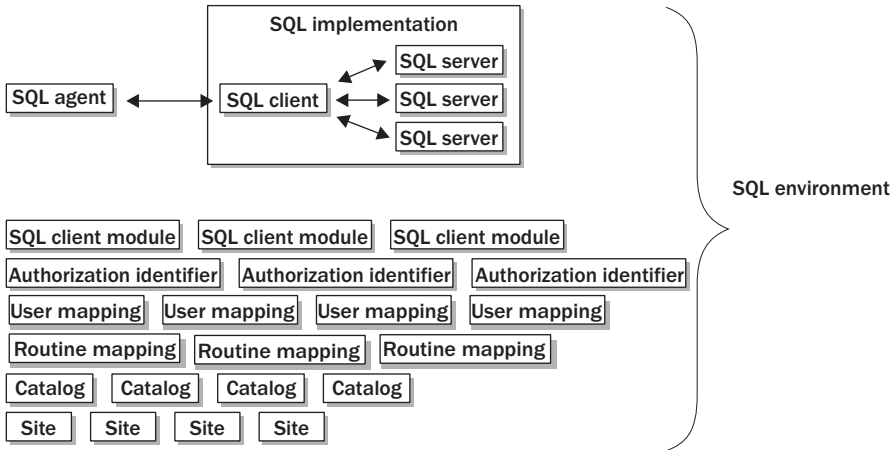 SQL implementation
SQL server
SQL agent
SQL client
SQL server
SQL server
SQL environment
SQL client module
SQL client module
SQL client module
Authorization identifier
Authorization identifier
Authorization identifier
User mapping
User mapping
User mapping
User mapping
Routine mapping
Routine mapping
Routine mapping
Catalog
Catalog
Catalog
Catalog
Site
Site
Site
Site